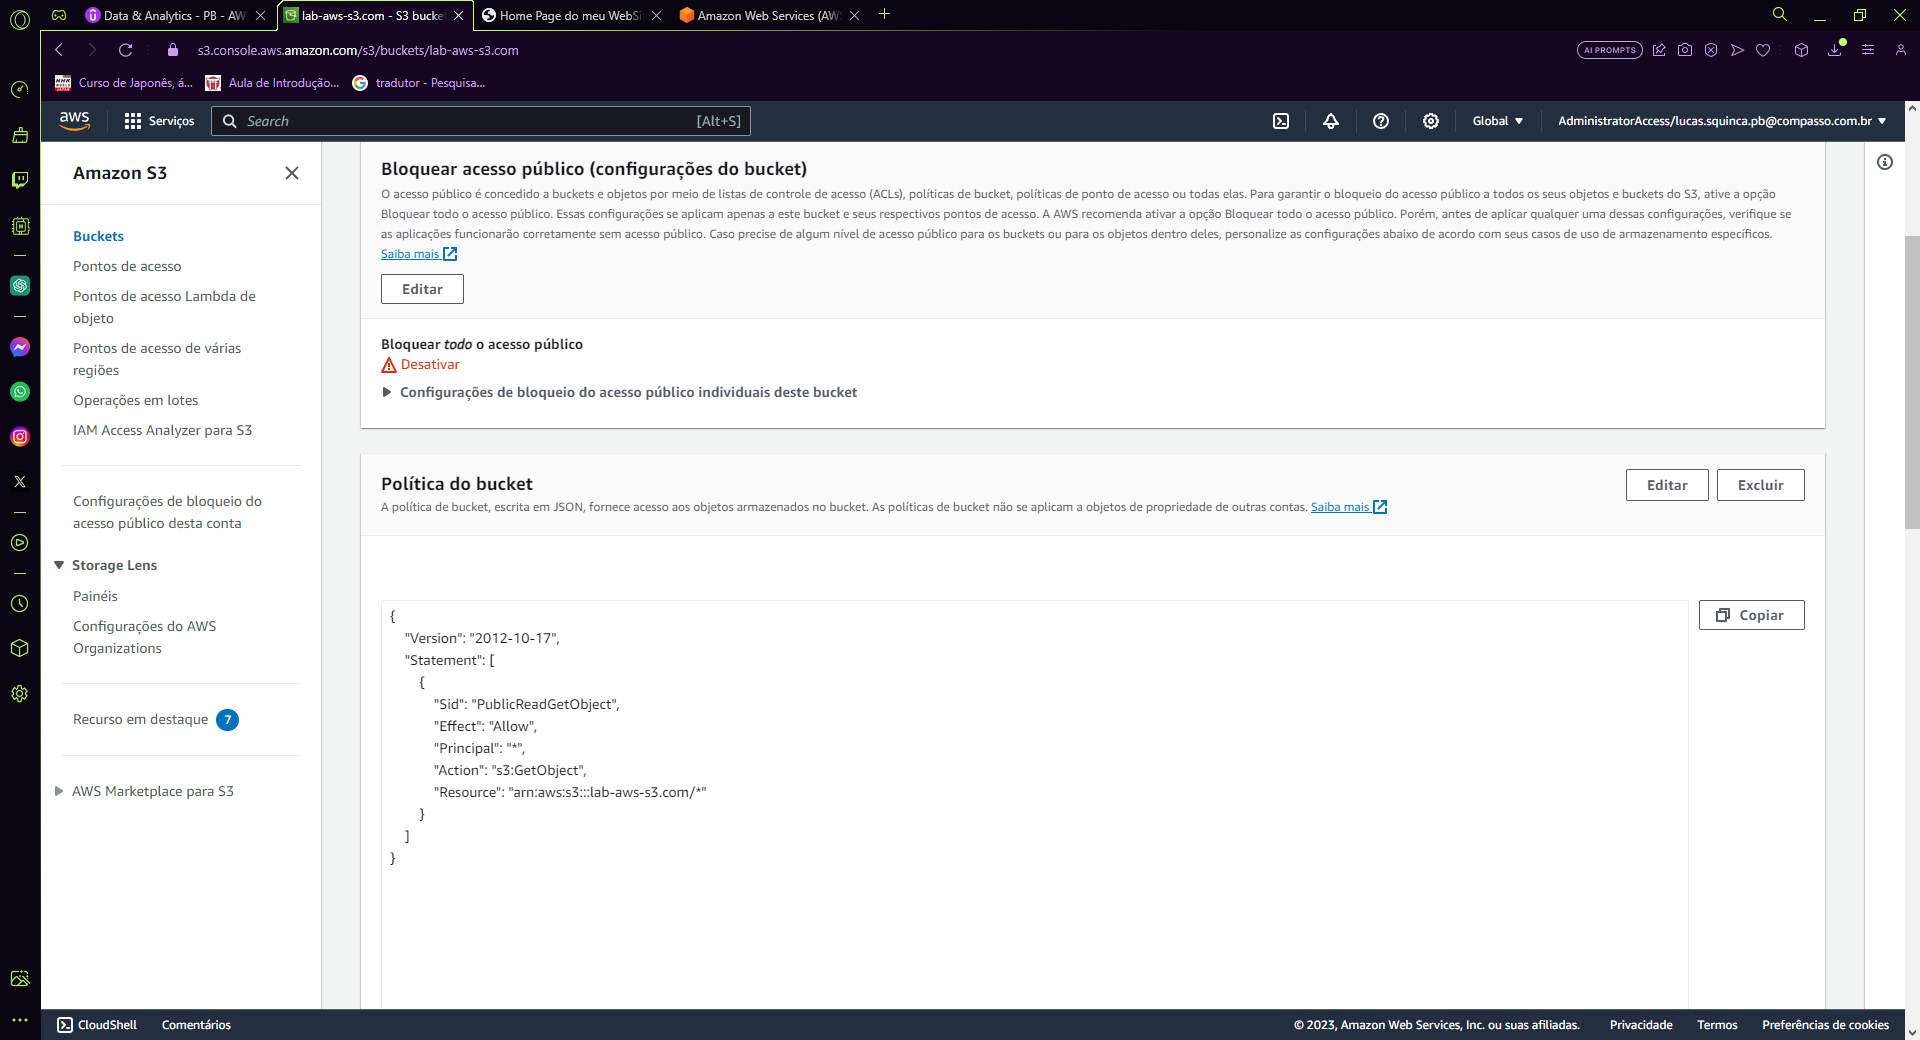 Data & Analytics - PB - AW
lab-aws-s3.com - S3 bucke
Home Page do meu WebSi
Amazon Web Services (AW
s3.console.aws.amazon.com/s3/buckets/lab-aws-s3.com
AI PROMPTS
Curso de Japonês, á...
Aula de Introdução...
tradutor - Pesquisa...
aws
Serviços
Search
[Alt+S]
Global
AdministratorAccess/lucas.squinca.pb@compasso.com.br
Amazon S3
Buckets
Pontos de acesso
Pontos de acesso Lambda de
objeto
Pontos de acesso de várias
regiões
Operações em lotes
IAM Access Analyzer para S3
Configurações de bloqueio do
acesso público desta conta
Storage Lens
Painéis
Configurações do AWS
Organizations
Recurso em destaque 7
AWS Marketplace para S3
Bloquear acesso público (configurações do bucket)
O acesso público é concedido a buckets e objetos por meio de listas de controle de acesso (ACLs), políticas de bucket, políticas de ponto de acesso ou todas elas. Para garantir o bloqueio do acesso público a todos os seus objetos e buckets do S3, ative a opção
Bloquear todo o acesso público. Essas configurações se aplicam apenas a este bucket e seus respectivos pontos de acesso. A AWS recomenda ativar a opção Bloquear todo o acesso público. Porém, antes de aplicar qualquer uma dessas configurações, verifique se
as aplicações funcionarão corretamente sem acesso público. Caso precise de algum nível de acesso público para os buckets ou para os objetos dentro deles, personalize as configurações abaixo de acordo com seus casos de uso de armazenamento específicos.
Saiba mais
Editar
Bloquear todo o acesso público
Desativar
Configurações de bloqueio do acesso público individuais deste bucket
Política do bucket
A política de bucket, escrita em JSON, fornece acesso aos objetos armazenados no bucket. As políticas de bucket não se aplicam a objetos de propriedade de outras contas. Saiba mais
Editar
Excluir
Copiar
{
"Version": "2012-10-17",
"Statement": [
{
"Sid": "PublicReadGetObject",
"Effect": "Allow",
"Principal": "*",
"Action": "s3:GetObject",
"Resource": "arn:aws:s3:::lab-aws-s3.com/*"
}
]
}
CloudShell
Comentários
© 2023, Amazon Web Services, Inc. ou suas afiliadas.
Privacidade
Termos
Preferências de cookies